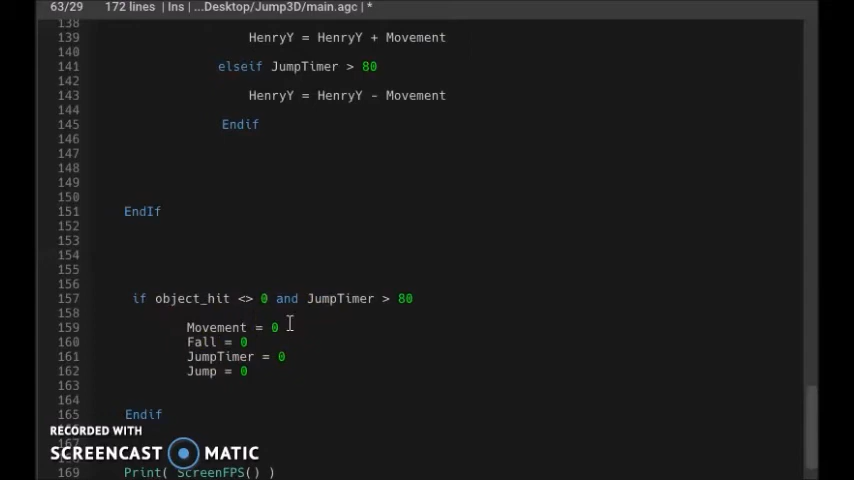 63/29 172 lines | Ins | ...Desktop/Jump3D/main.agc | *
138
139 HenryY = HenryY + Movement
140
141 elseif JumpTimer > 80
142
143 HenryY = HenryY - Movement
144
145 Endif
146
147
148
149
150
151 EndIf
152
153
154
155
156
157 if object_hit <> 0 and JumpTimer > 80
158
159 Movement = 0
160 Fall = 0
161 JumpTimer = 0
162 Jump = 0
163
164
165 Endif
RECORDED WITH
SCREENCAST MATIC
169 Print( ScreenFPS() )